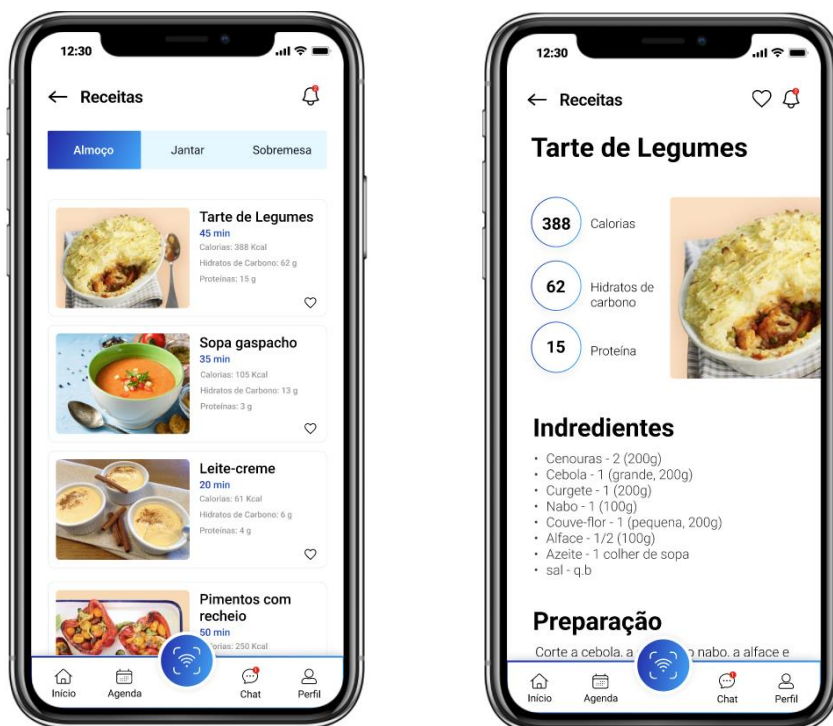 12:30
Receitas
Almoço
Jantar
Sobremesa
Tarte de Legumes
45 min
Calorias: 388 Kcal
Hidratos de Carbono: 62 g
Proteínas: 15 g
Sopa gaspacho
35 min
Calorias: 105 Kcal
Hidratos de Carbono: 13 g
Proteínas: 3 g
Leite-creme
20 min
Calorias: 61 Kcal
Hidratos de Carbono: 6 g
Proteínas: 4 g
Pimentos com
recheio
50 min
250 Kcal
Início
Agenda
Chat
Perfil
12:30
Receitas
Tarte de Legumes
388 Calorias
62 Hidratos de
carbono
15 Proteína
Indredientes
• Cenouras - 2 (200g)
• Cebola - 1 (grande, 200g)
• Curgete - 1 (200g)
• Nabo - 1 (100g)
• Couve-flor - 1 (pequena, 200g)
• Alface - 1/2 (100g)
• Azeite - 1 colher de sopa
• sal - q.b
Preparação
Corte a cebola, a o nabo, a alface e
Início
Agenda
Chat
Perfil